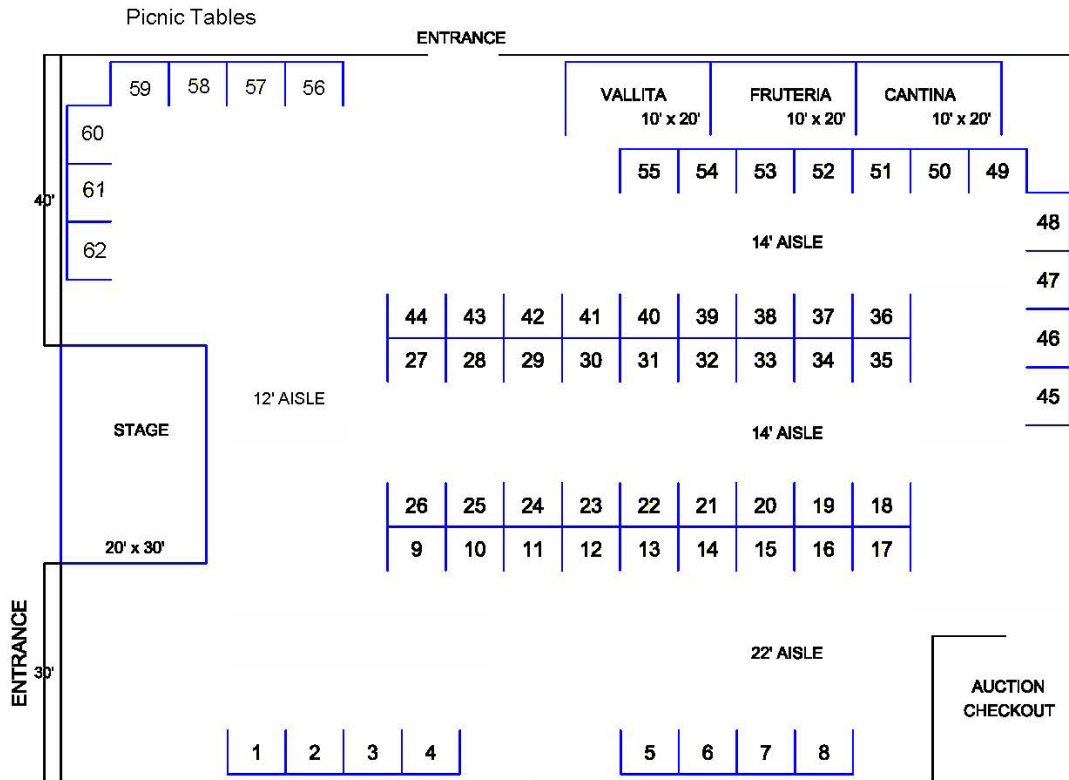 Picnic Tables
ENTRANCE
59 58 57 56
VALLITA FRUTERIA CANTINA
10' x 20' 10' x 20' 10' x 20'
60
55 54 53 52 51 50 49
61
40'
48
62
14' AISLE
47
44 43 42 41 40 39 38 37 36
46
27 28 29 30 31 32 33 34 35
45
12' AISLE
STAGE
14' AISLE
26 25 24 23 22 21 20 19 18
20' x 30'
9 10 11 12 13 14 15 16 17
ENTRANCE
30'
22' AISLE
AUCTION
CHECKOUT
1 2 3 4 5 6 7 8